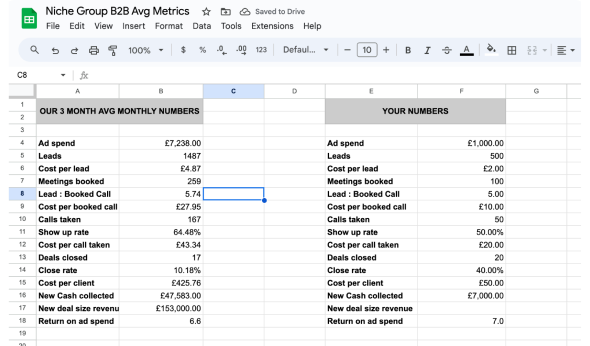 Niche Group B2B Avg Metrics Saved to Drive
File Edit View Insert Format Data Tools Extensions Help
100% $ % .0 .00 123 Defaul... - 10 + B I S A
C8 fx
A B C D E F G
1 OUR 3 MONTH AVG MONTHLY NUMBERS YOUR NUMBERS
2
3
4 Ad spend £7,238.00 Ad spend £1,000.00
5 Leads 1487 Leads 500
6 Cost per lead £4.87 Cost per lead £2.00
7 Meetings booked 259 Meetings booked 100
8 Lead : Booked Call 5.74 Lead : Booked Call 5.00
9 Cost per booked call £27.95 Cost per booked call £10.00
10 Calls taken 167 Calls taken 50
11 Show up rate 64.48% Show up rate 50.00%
12 Cost per call taken £43.34 Cost per call taken £20.00
13 Deals closed 17 Deals closed 20
14 Close rate 10.18% Close rate 40.00%
15 Cost per client £425.76 Cost per client £50.00
16 New Cash collected £47,583.00 New Cash collected £7,000.00
17 New deal size revenu £153,000.00 New deal size revenue
18 Return on ad spend 6.6 Return on ad spend 7.0
19
20